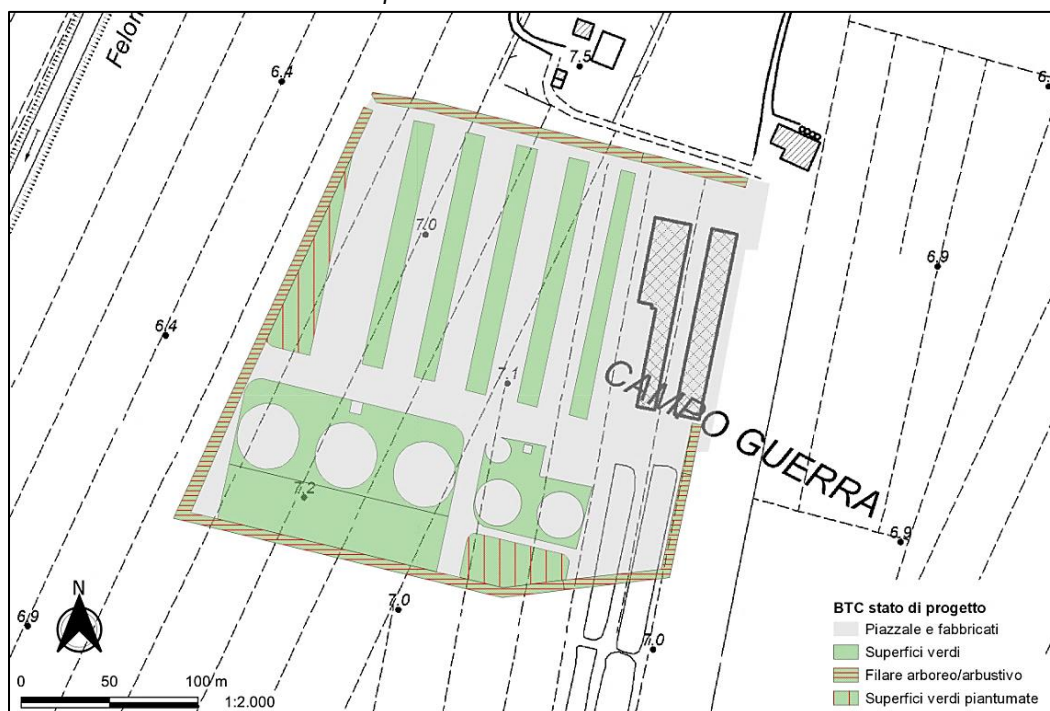 Felon
6,4
7,5
6,9
7.0
6,4
7.1
CAMPO GUERRA
7.2
6,9
6,9
7,0
7,0
N
0 50 100 m
1:2.000
BTC stato di progetto
Piazzale e fabbricati
Superfici verdi
Filare arboreo/arbustivo
Superfici verdi piantumate